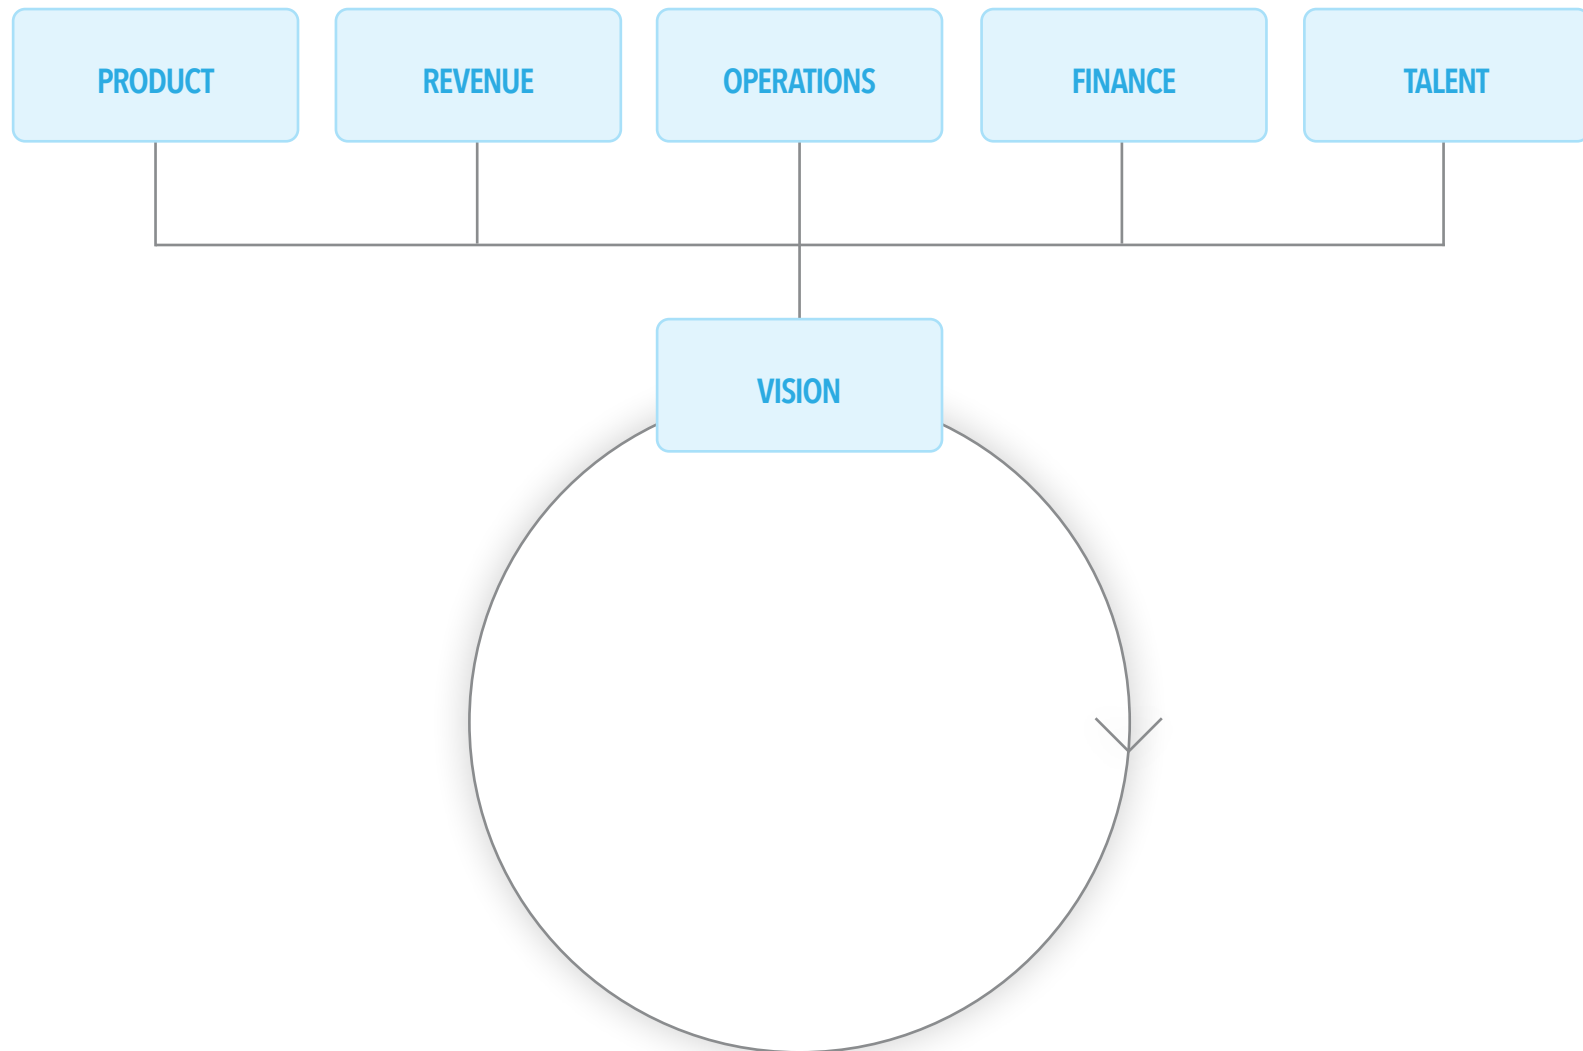 PRODUCT
REVENUE
OPERATIONS
FINANCE
TALENT
VISION